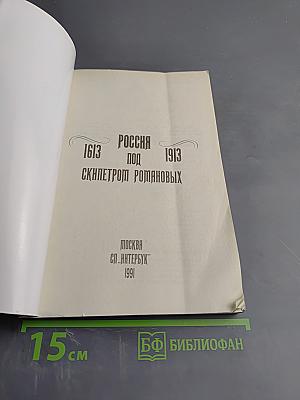 1613 РОССИЯ 1913
ПОД
СКИПЕТРОМ РОМАНОВЫХ
МОСКВА
СП „ИНТЕРБУК"
1991
15 см БФ БИБЛИОФАН